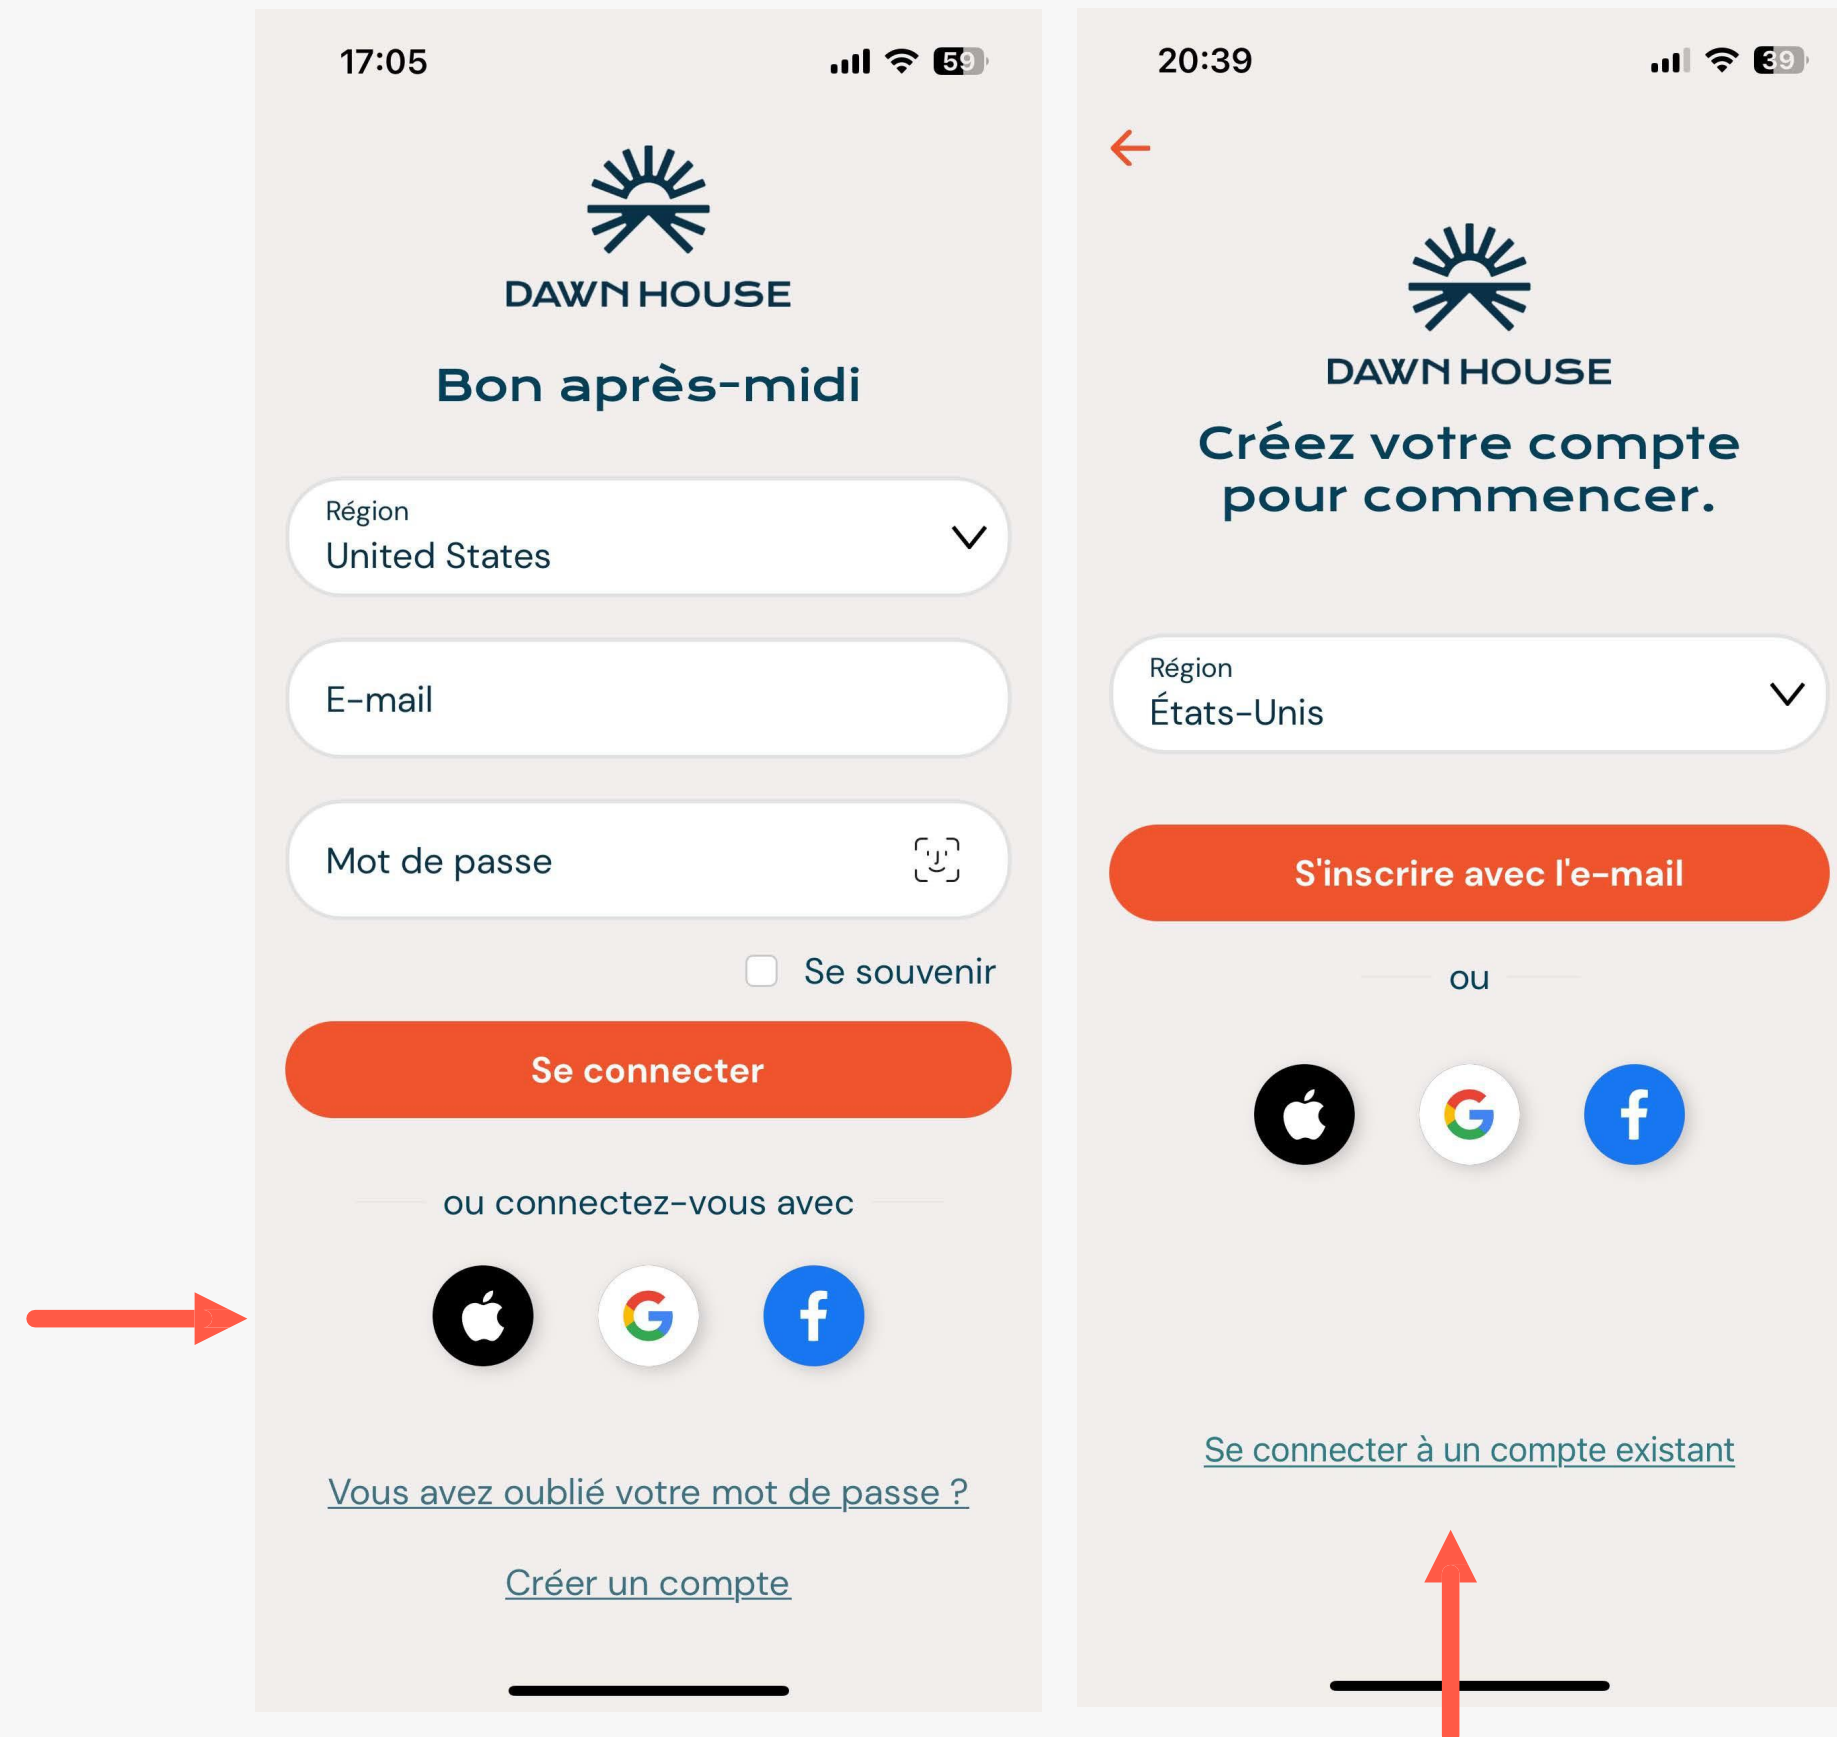 17:05
59
DAWN HOUSE
Bon après-midi
Région
United States
E-mail
Mot de passe
Se souvenir
Se connecter
ou connectez-vous avec
Vous avez oublié votre mot de passe ?
Créer un compte
20:39
39
DAWN HOUSE
Créez votre compte
pour commencer.
Région
États-Unis
S'inscrire avec l'e-mail
ou
Se connecter à un compte existant